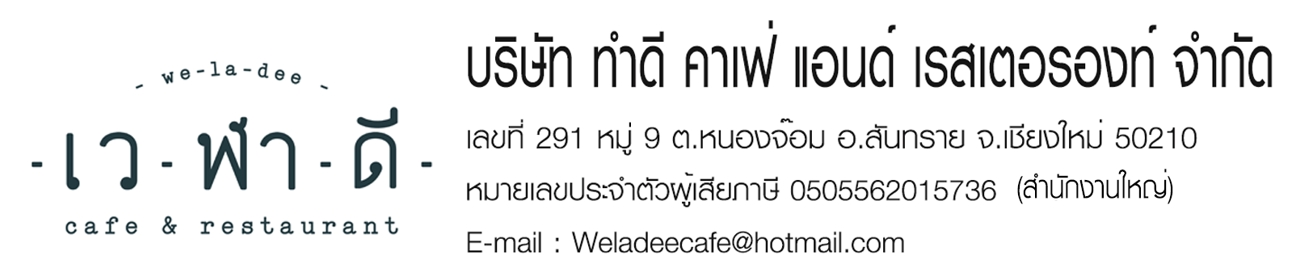 - we-la-dee -
- เว - ฬา - ดี -
cafe & restaurant
บริษัท ทำดี คาเฟ่ แอนด์ เรสเตอรองท์ จำกัด
เลขที่ 291 หมู่ 9 ต.หนองจ๊อม อ.สันทราย จ.เชียงใหม่ 50210
หมายเลขประจำตัวผู้เสียภาษี 0505562015736 (สำนักงานใหญ่)
E-mail : Weladeecafe@hotmail.com